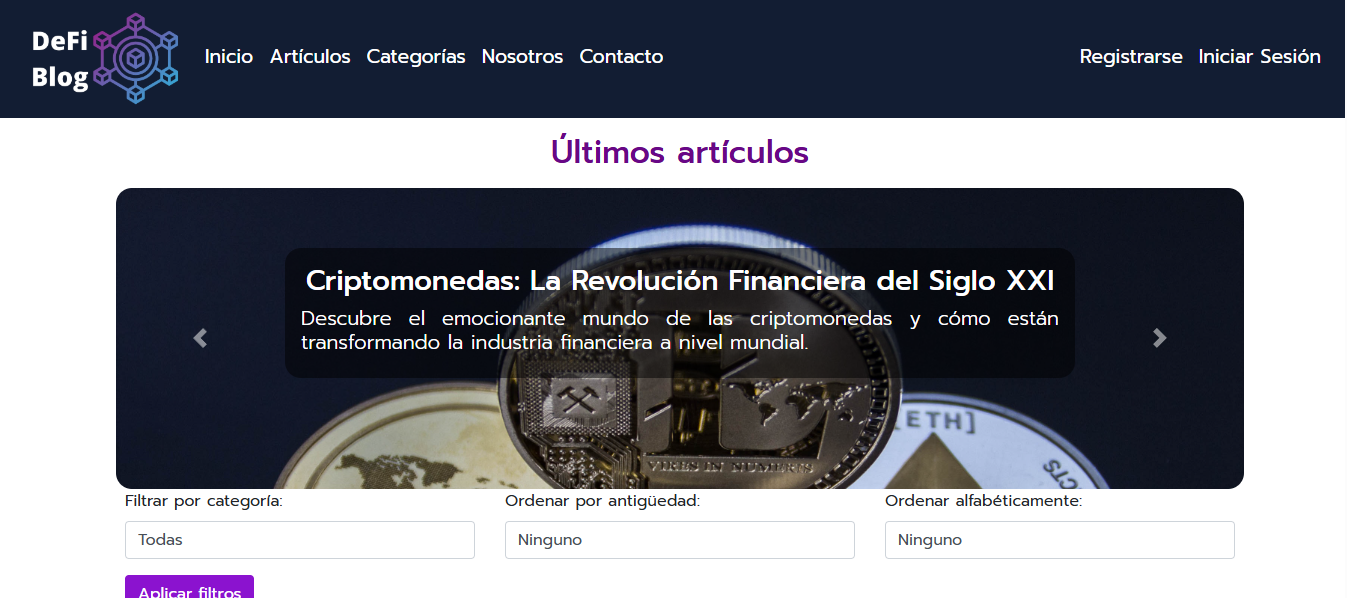 DeFi
Blog
Inicio Artículos Categorías Nosotros Contacto Registrarse Iniciar Sesión
Últimos artículos
Criptomonedas: La Revolución Financiera del Siglo XXI
Descubre el emocionante mundo de las criptomonedas y cómo están
transformando la industria financiera a nivel mundial.
[ETH]
VIRES IN NUMERIS
Filtrar por categoría: Ordenar por antigüedad: Ordenar alfabéticamente:
Todas Ninguno Ninguno
Aplicar filtros